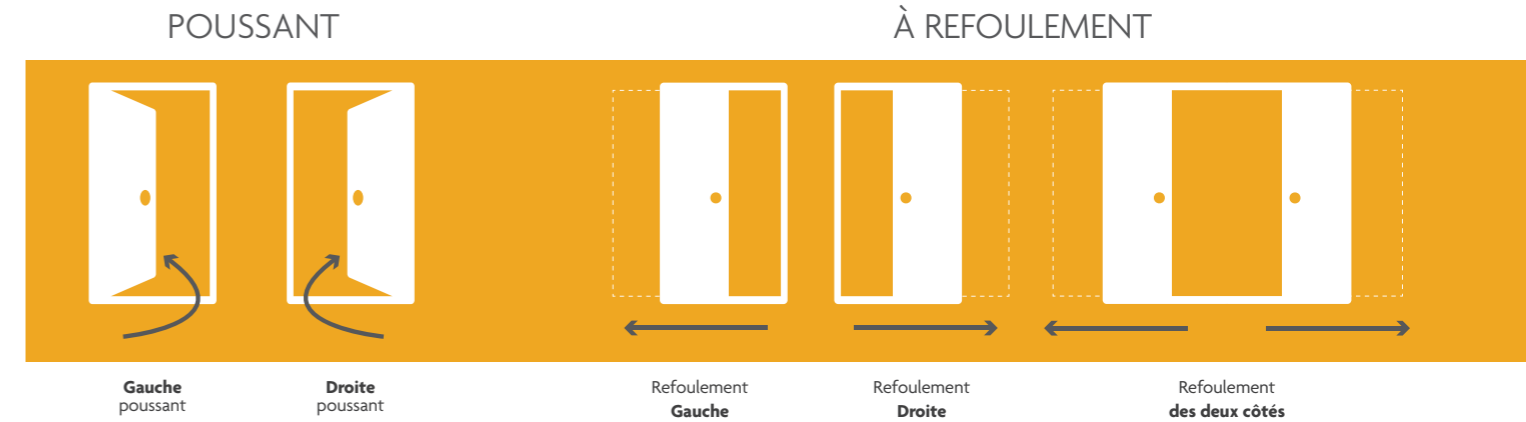 POUSSANT
À REFOULEMENT
Gauche
poussant
Droite
poussant
Refoulement
Gauche
Refoulement
Droite
Refoulement
des deux côtés